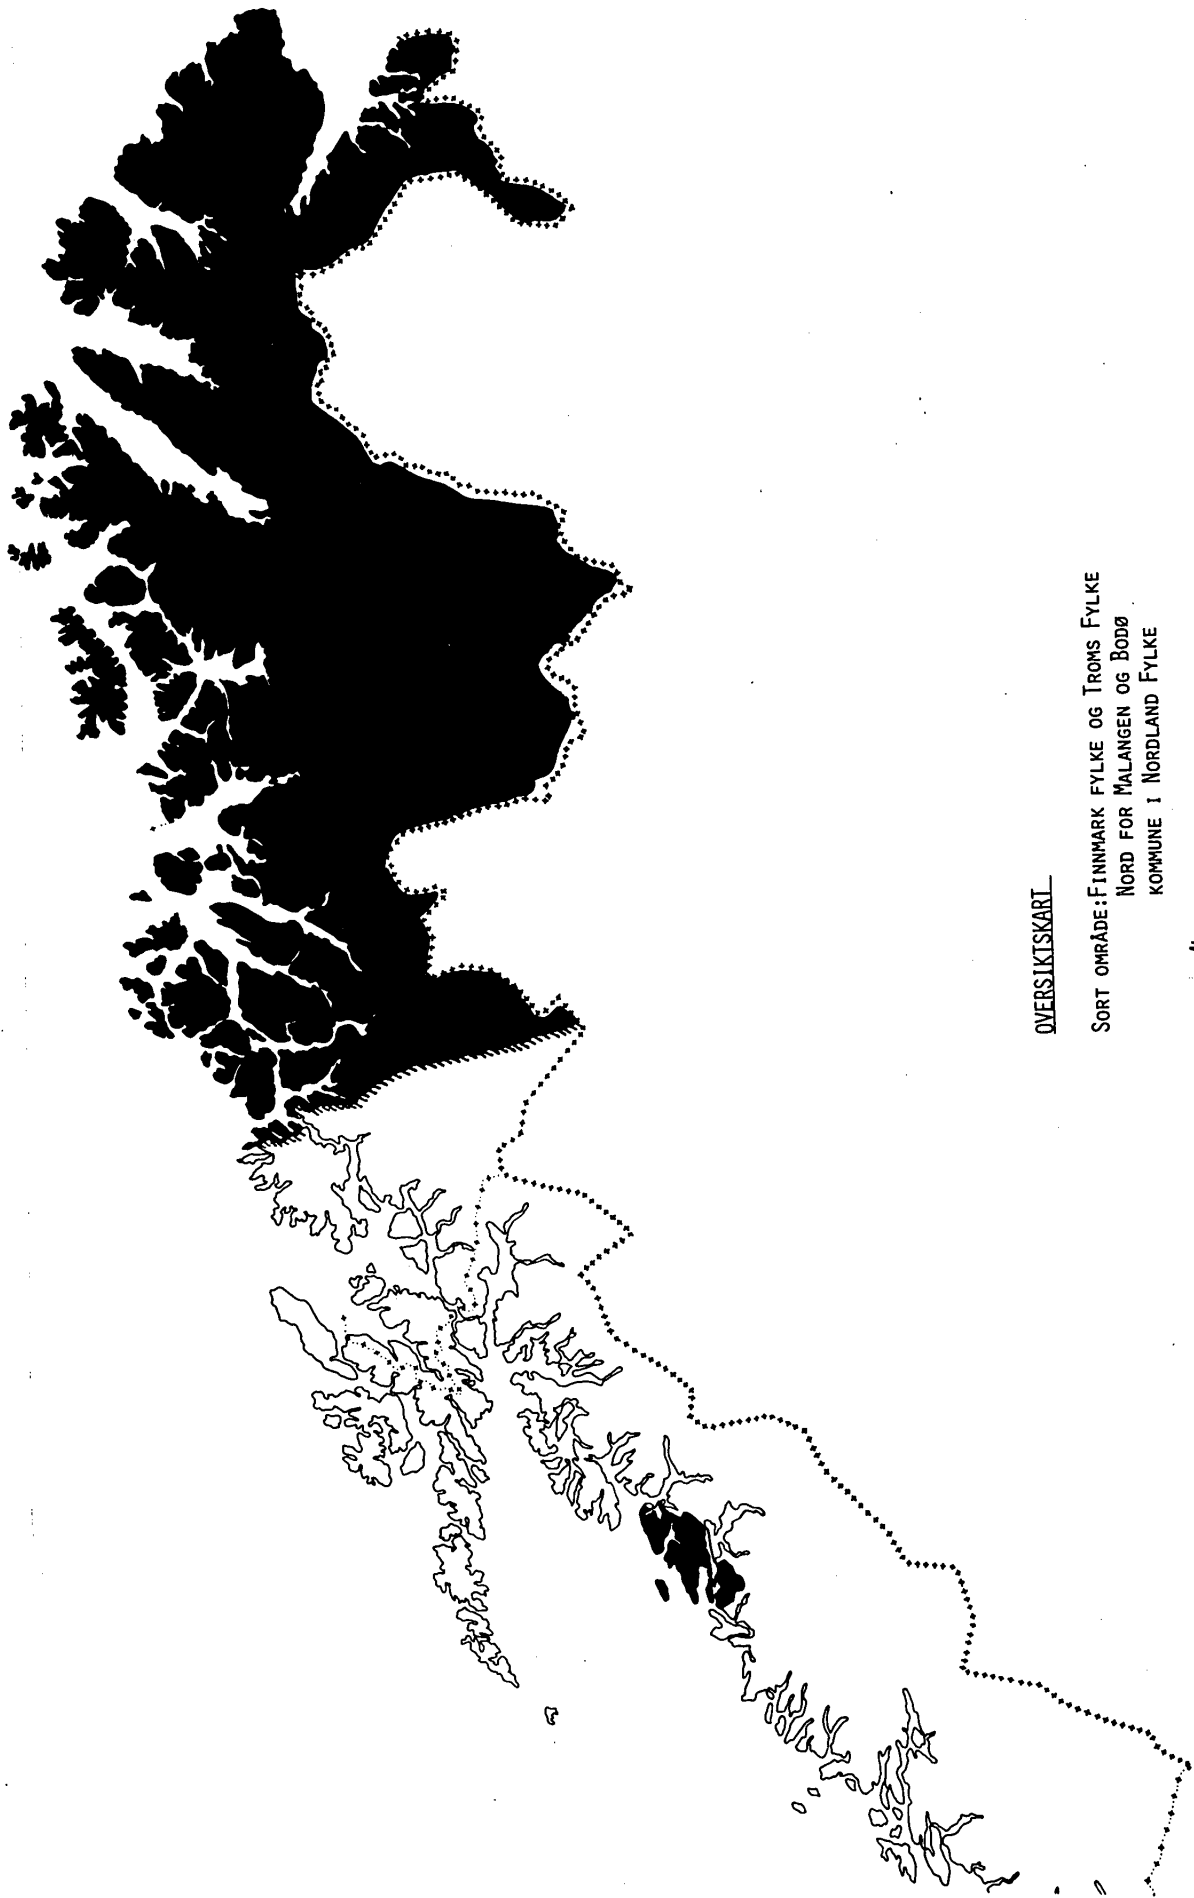 OVERSIKTSKART
SORT OMRÅDE: FINNMARK FYLKE OG TROMS FYLKE
NORD FOR MALANGEN OG BODØ
KOMMUNE I NORDLAND FYLKE